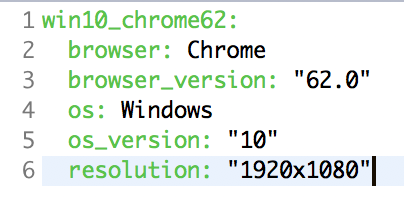 1 win10_chrome62:
2 browser: Chrome
3 browser_version: "62.0"
4 os: Windows
5 os_version: "10"
6 resolution: "1920x1080"